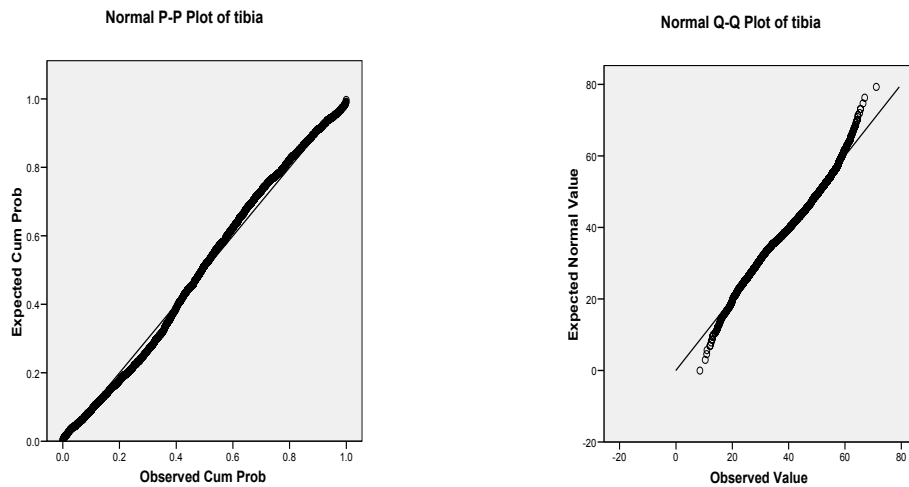 Normal P-P Plot of tibia
Expected Cum Prob
1.0
0.8
0.6
0.4
0.2
0.0
0.0 0.2 0.4 0.6 0.8 1.0
Observed Cum Prob
Normal Q-Q Plot of tibia
Expected Normal Value
80
60
40
20
0
-20
-20 0 20 40 60 80
Observed Value